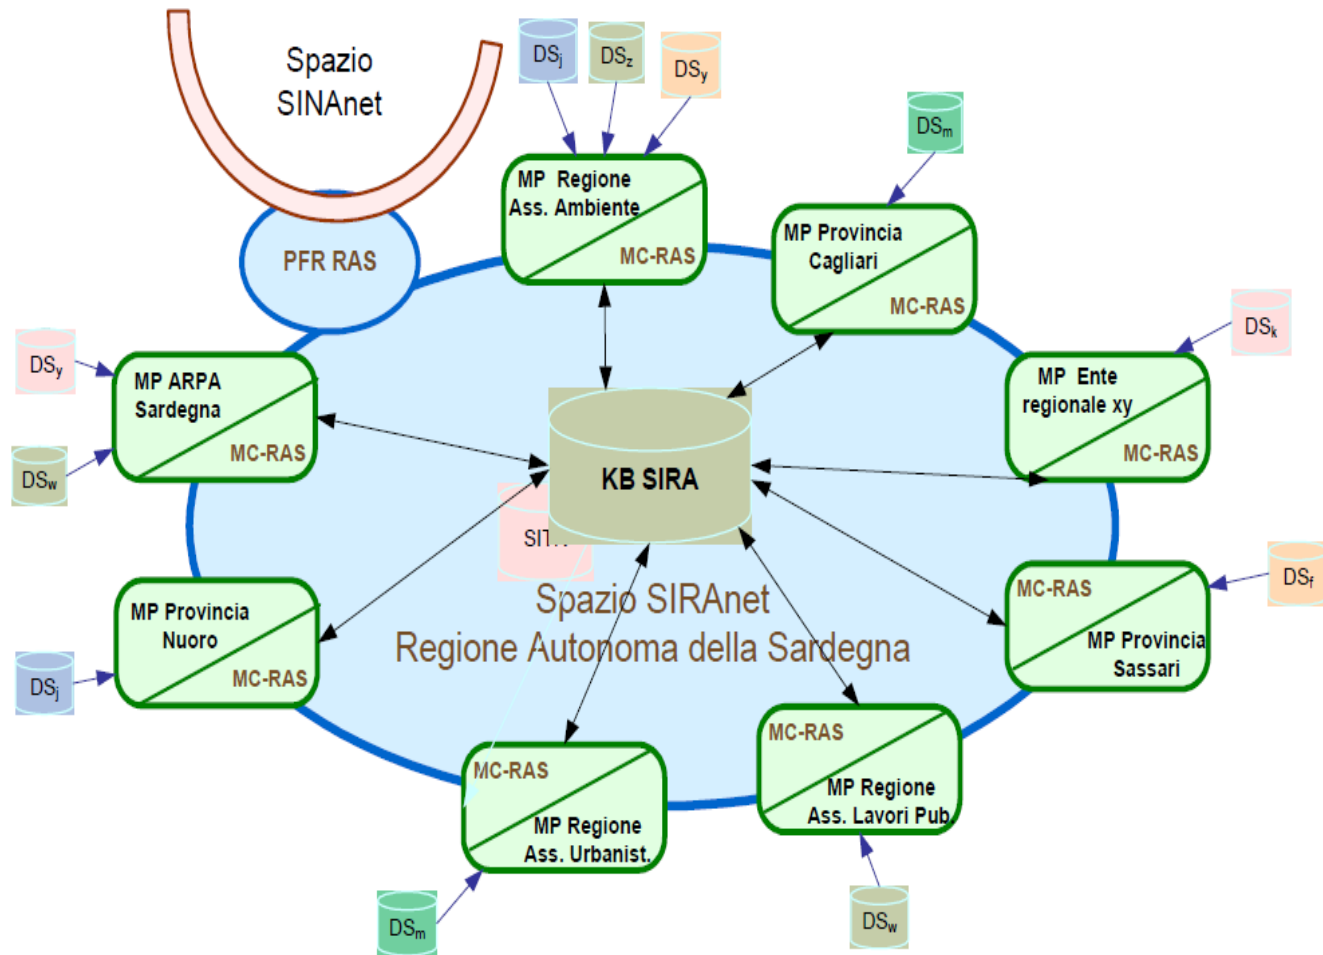 Spazio
SINAnet
DSj
DSz
DSy
DSm
MP Regione
Ass. Ambiente
MC-RAS
MP Provincia
Cagliari
MC-RAS
PFR RAS
DSk
DSy
MP ARPA
Sardegna
MC-RAS
MP Ente
regionale xy
MC-RAS
DSw
KB SIRA
Spazio SIRAnet
Regione Autonoma della Sardegna
MC-RAS
MP Provincia
Sassari
DSf
MP Provincia
Nuoro
MC-RAS
DSj
MC-RAS
MP Regione
Ass. Urbanist.
MC-RAS
MP Regione
Ass. Lavori Pub.
DSm
DSw